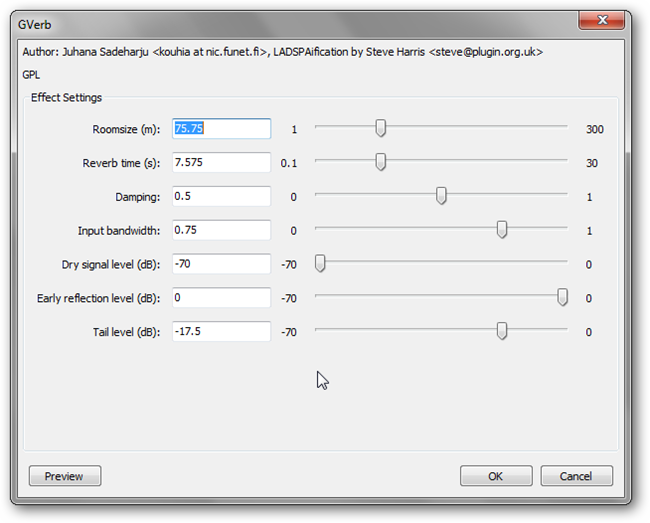 GVerb
Author: Juhana Sadeharju <kouhia at nic.funet.fi>, LADSPAification by Steve Harris <steve@plugin.org.uk>
GPL
Effect Settings
Roomsize (m): 75.75 1 300
Reverb time (s): 7.575 0.1 30
Damping: 0.5 0 1
Input bandwidth: 0.75 0 1
Dry signal level (dB): -70 -70 0
Early reflection level (dB): 0 -70 0
Tail level (dB): -17.5 -70 0
Preview OK Cancel